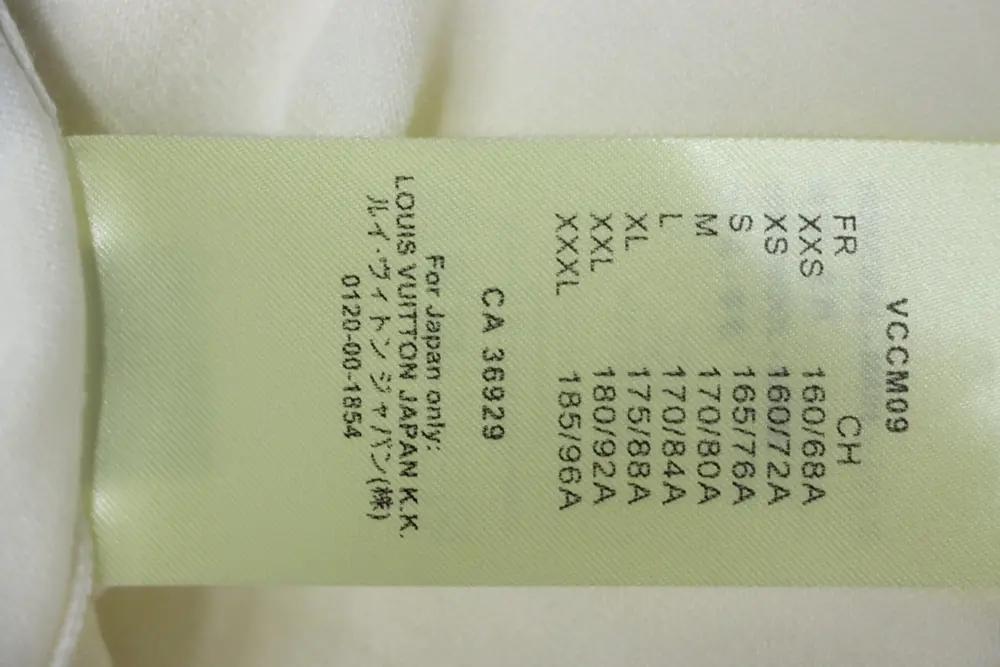 VCCM09
FR CH
XXS 160/68A
XS 160/72A
S 165/76A
M 170/80A
L 170/84A
XL 175/88A
XXL 180/92A
XXXL 185/96A
CA 36929
For Japan only:
LOUIS VUITTON JAPAN K.K.
ルイ・ヴィトン ジャパン(株)
0120-00-1854